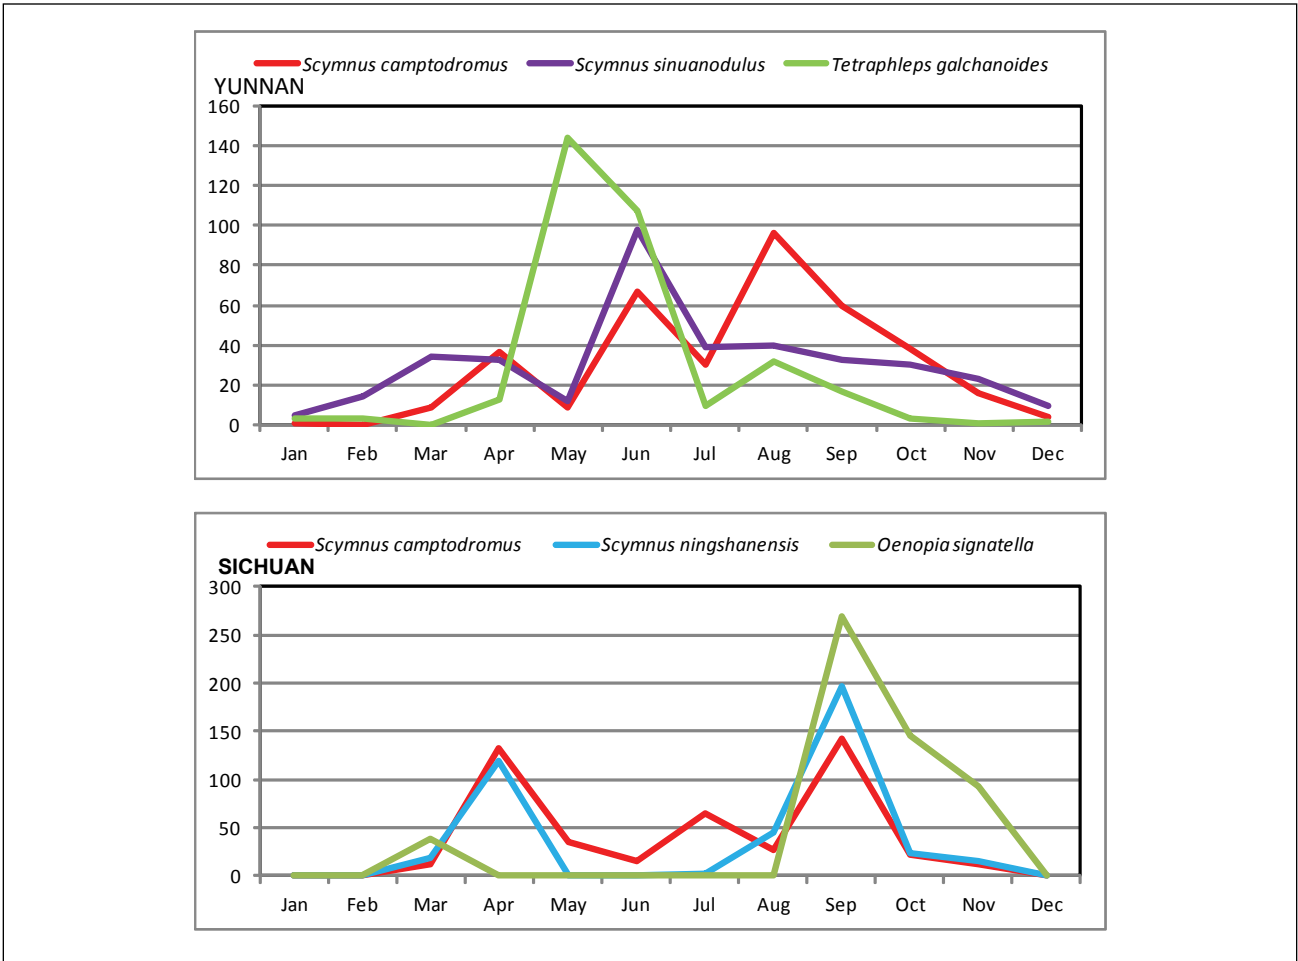 Scymnus camptodromus Scymnus sinuanodulus Tetraphleps galchanoides
YUNNAN
160
140
120
100
80
60
40
20
0
Jan Feb Mar Apr May Jun Jul Aug Sep Oct Nov Dec
Scymnus camptodromus Scymnus ningshanensis Oenopia signatella
SICHUAN
300
250
200
150
100
50
0
Jan Feb Mar Apr May Jun Jul Aug Sep Oct Nov Dec